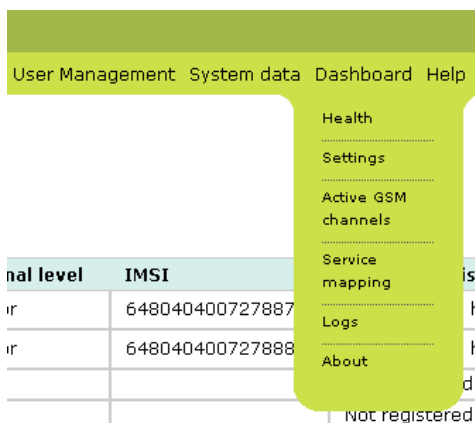 User Management System data Dashboard Help
Health
Settings
Active GSM
channels
Service
mapping
Logs
About
level IMSI
648040400727887
648040400727888
Not registered